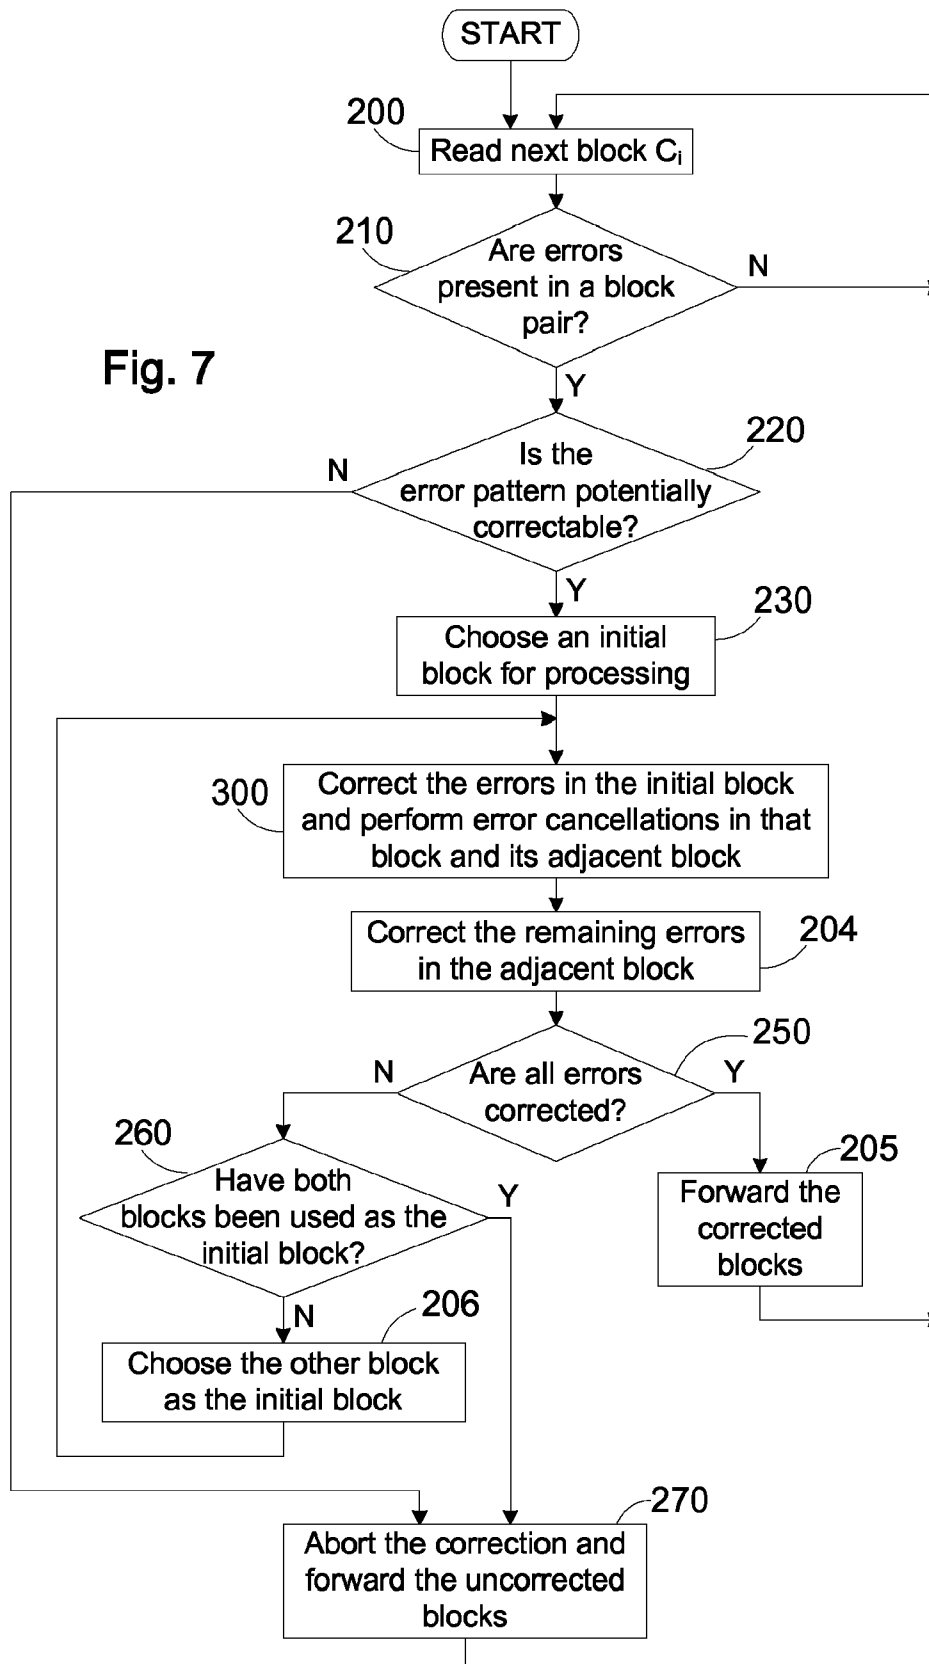 START
200
Read next block Ci
210
Are errors
present in a block
pair?
N
Fig. 7
Y
220
N
Is the
error pattern potentially
correctable?
Y
230
Choose an initial
block for processing
300
Correct the errors in the initial block
and perform error cancellations in that
block and its adjacent block
Correct the remaining errors
in the adjacent block
204
250
N
Are all errors
corrected?
Y
260
Have both
blocks been used as the
initial block?
Y
205
Forward the
corrected
blocks
N
206
Choose the other block
as the initial block
270
Abort the correction and
forward the uncorrected
blocks